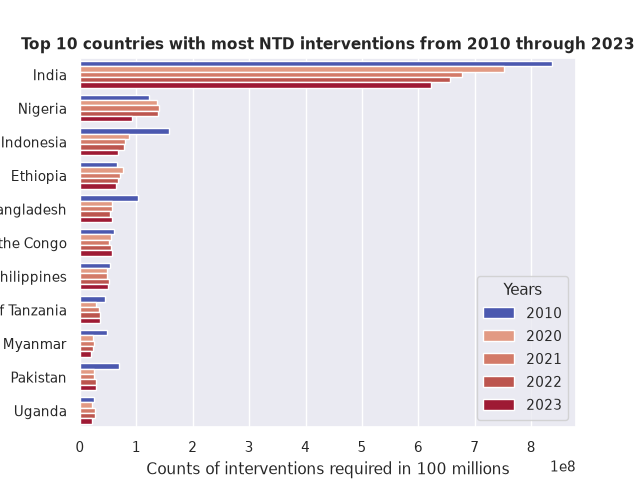 Top 10 countries with most NTD interventions from 2010 through 2023
India
Nigeria
Indonesia
Ethiopia
angladesh
the Congo
hilippines
f Tanzania
Myanmar
Pakistan
Uganda
Years
2010
2020
2021
2022
2023
0 1 2 3 4 5 6 7 8
1e8
Counts of interventions required in 100 millions